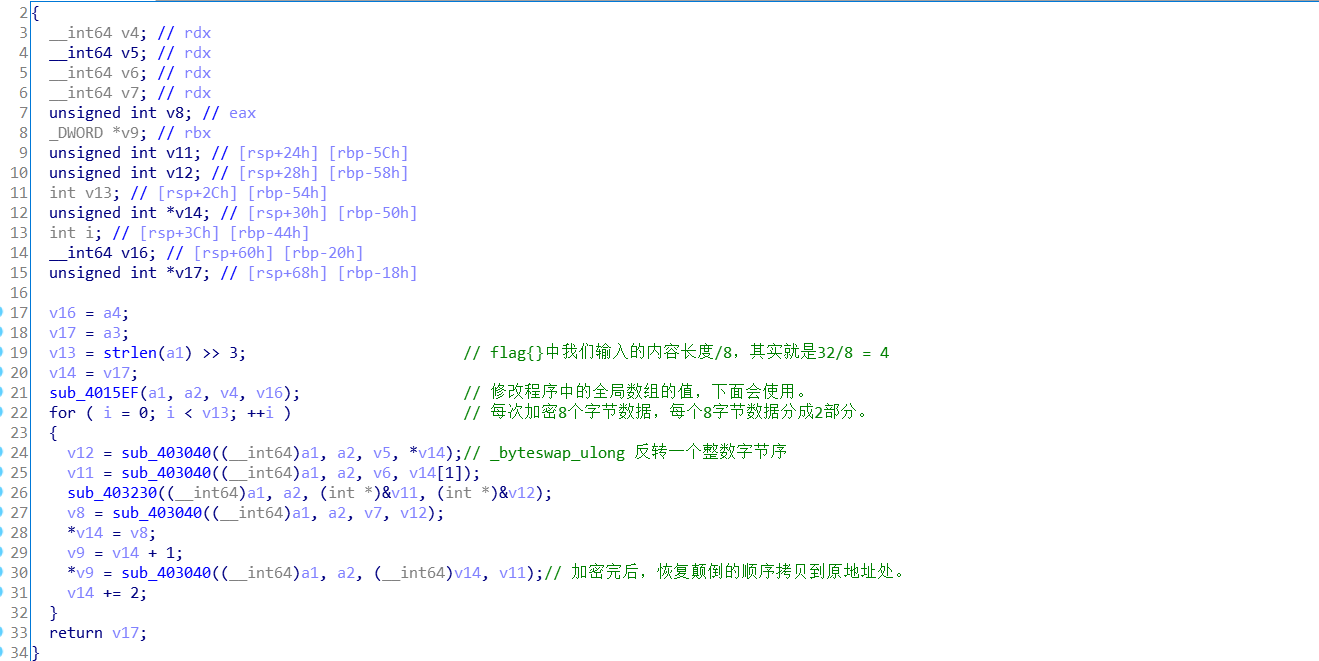 2 {
3 __int64 v4; // rdx
4 __int64 v5; // rdx
5 __int64 v6; // rdx
6 __int64 v7; // rdx
7 unsigned int v8; // eax
8 _DWORD *v9; // rbx
9 unsigned int v11; // [rsp+24h] [rbp-5Ch]
10 unsigned int v12; // [rsp+28h] [rbp-58h]
11 int v13; // [rsp+2Ch] [rbp-54h]
12 unsigned int *v14; // [rsp+30h] [rbp-50h]
13 int i; // [rsp+3Ch] [rbp-44h]
14 __int64 v16; // [rsp+60h] [rbp-20h]
15 unsigned int *v17; // [rsp+68h] [rbp-18h]
16
17 v16 = a4;
18 v17 = a3;
19 v13 = strlen(a1) >> 3; // flag{}中我们输入的内容长度/8，其实就是32/8 = 4
20 v14 = v17;
21 sub_4015EF(a1, a2, v4, v16); // 修改程序中的全局数组的值，下面会使用。
22 for ( i = 0; i < v13; ++i ) // 每次加密8个字节数据，每个8字节数据分成2部分。
23 {
24 v12 = sub_403040((__int64)a1, a2, v5, *v14);// _byteswap_ulong 反转一个整数字节序
25 v11 = sub_403040((__int64)a1, a2, v6, v14[1]);
26 sub_403230((__int64)a1, a2, (int *)&v11, (int *)&v12);
27 v8 = sub_403040((__int64)a1, a2, v7, v12);
28 *v14 = v8;
29 v9 = v14 + 1;
30 *v9 = sub_403040((__int64)a1, a2, (__int64)v14, v11);// 加密完后，恢复颠倒的顺序拷贝到原地址处。
31 v14 += 2;
32 }
33 return v17;
34 }